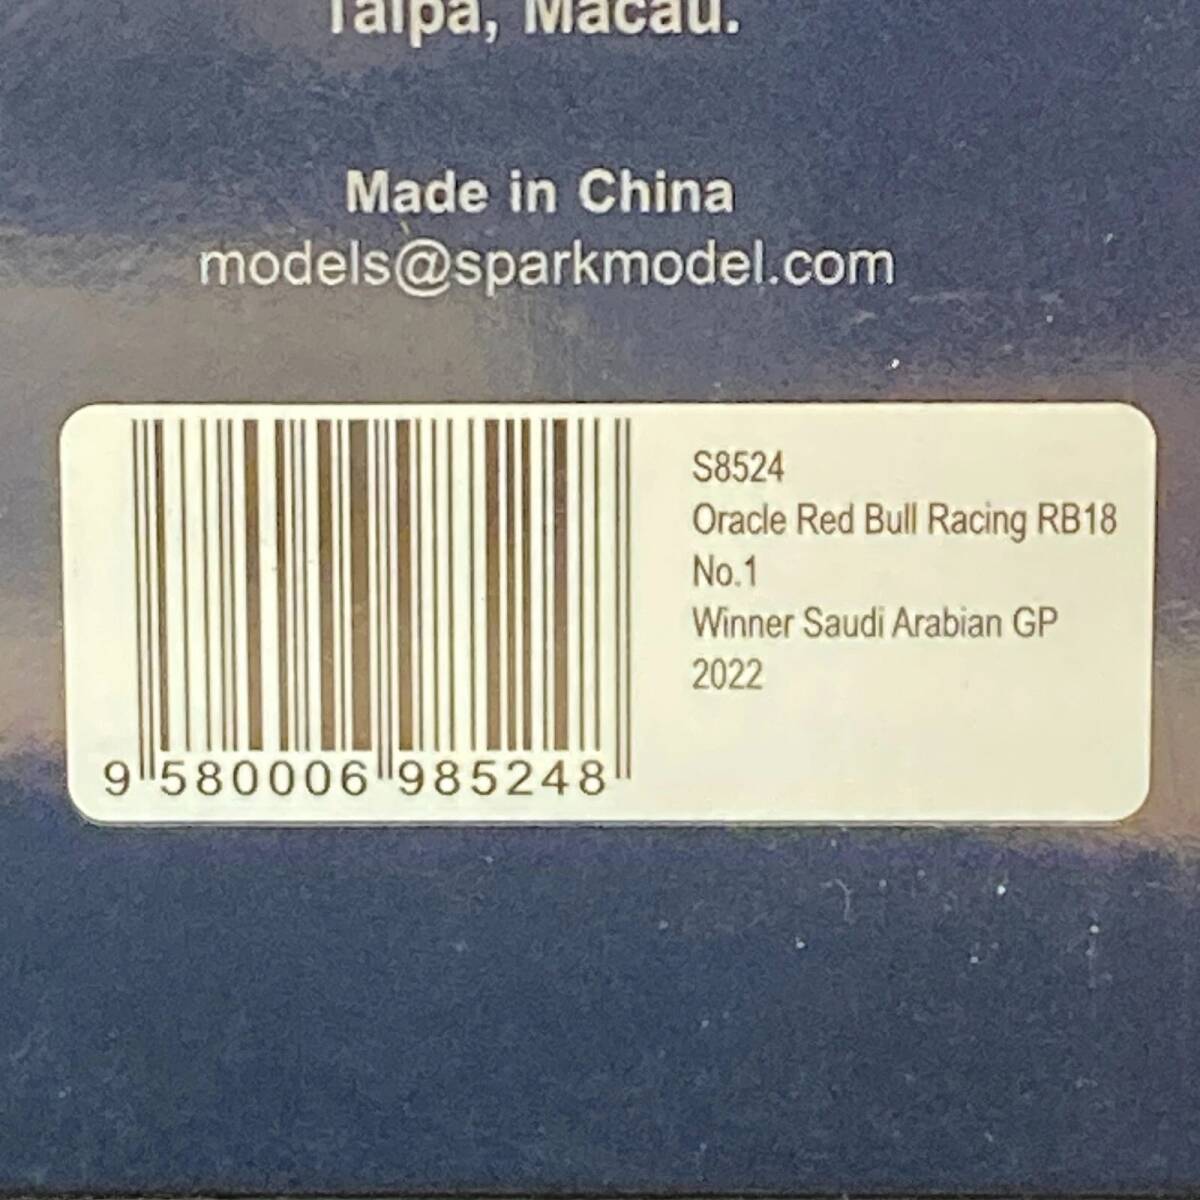 Taipa, Macau.
Made in China
models@sparkmodel.com
S8524
Oracle Red Bull Racing RB18
No.1
Winner Saudi Arabian GP
2022
9 580006 985248